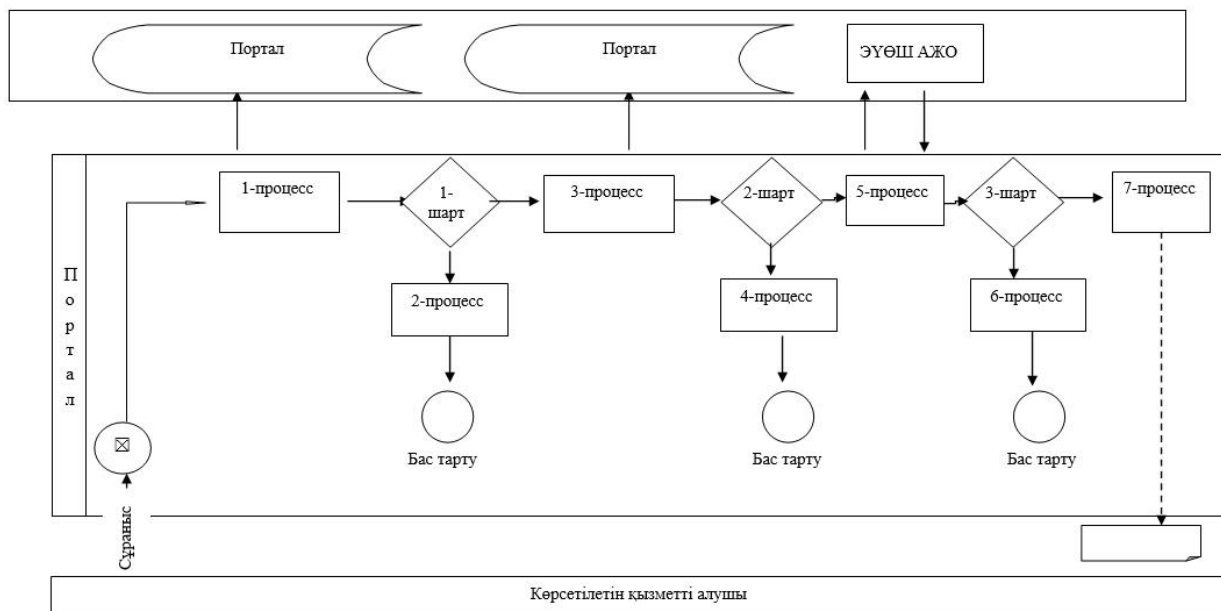 Портал
Портал
ЭҮӨШ АЖО
1-процесс
1-
шарт
3-процесс
2-шарт
5-процесс
3-шарт
7-процесс
2-процесс
4-процесс
6-процесс
Портал
Бас тарту
Бас тарту
Бас тарту
Сұраныс
Көрсетілетін қызметті алушы